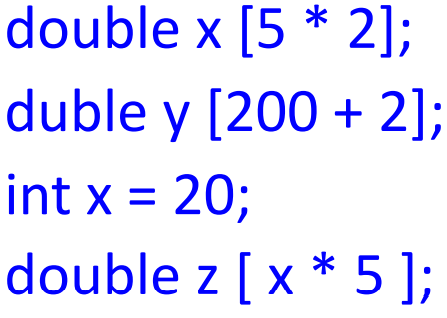 double x [5 * 2];
duble y [200 + 2];
int x = 20;
double z [ x * 5 ];